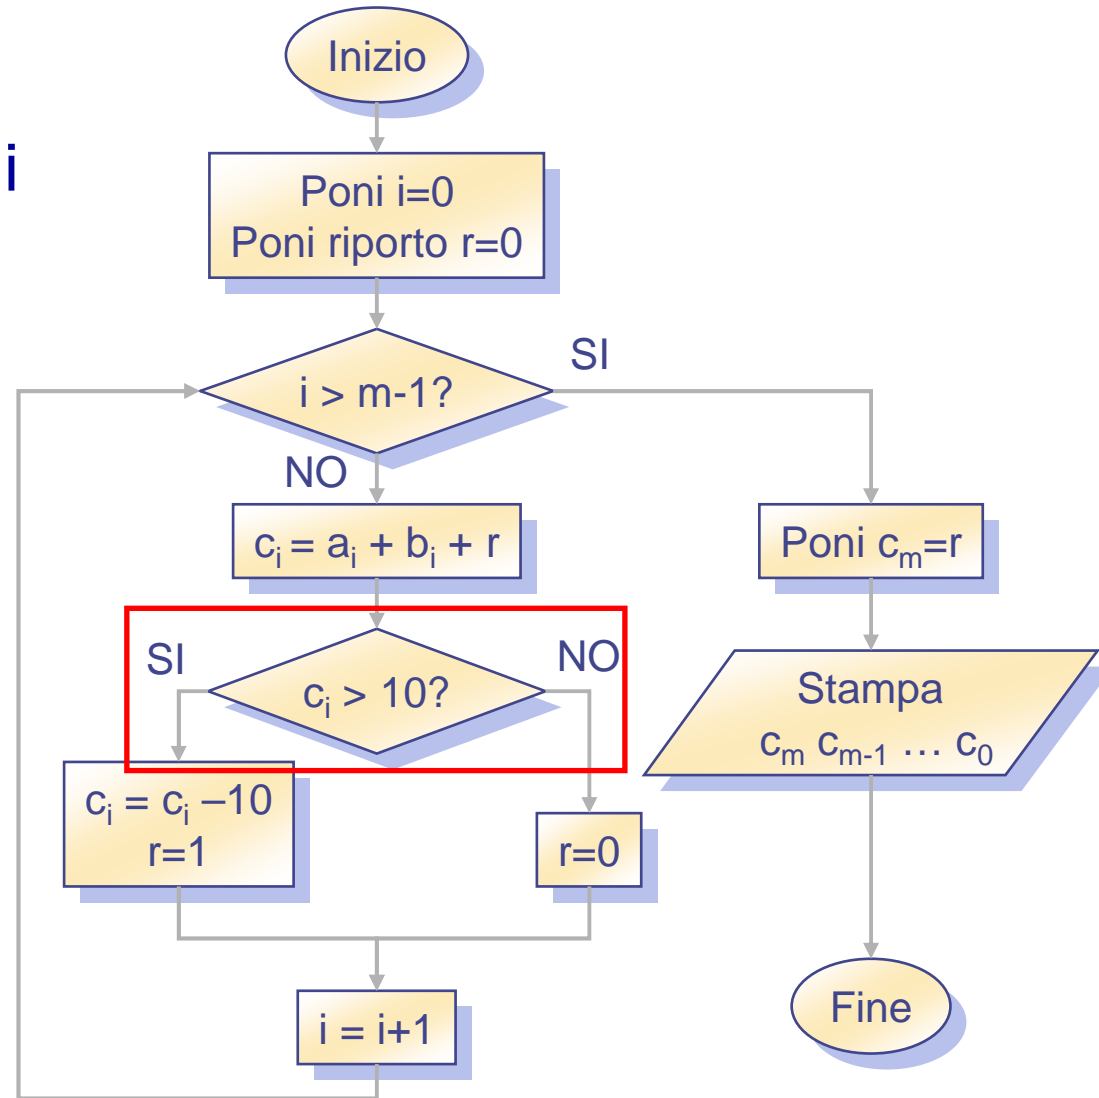 Inizio
i
Poni i=0
Poni riporto r=0
i > m-1?
SI
NO
cᵢ = aᵢ + bᵢ + r
Poni cₘ=r
SI
NO
cᵢ > 10?
Stampa
cₘ cₘ₋₁ … c₀
cᵢ = cᵢ –10
r=1
r=0
i = i+1
Fine